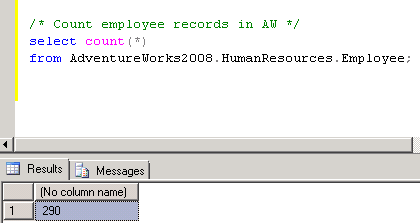 /* Count employee records in AW */
select count(*)
from AdventureWorks2008.HumanResources.Employee;
Results Messages
(No column name)
1 290